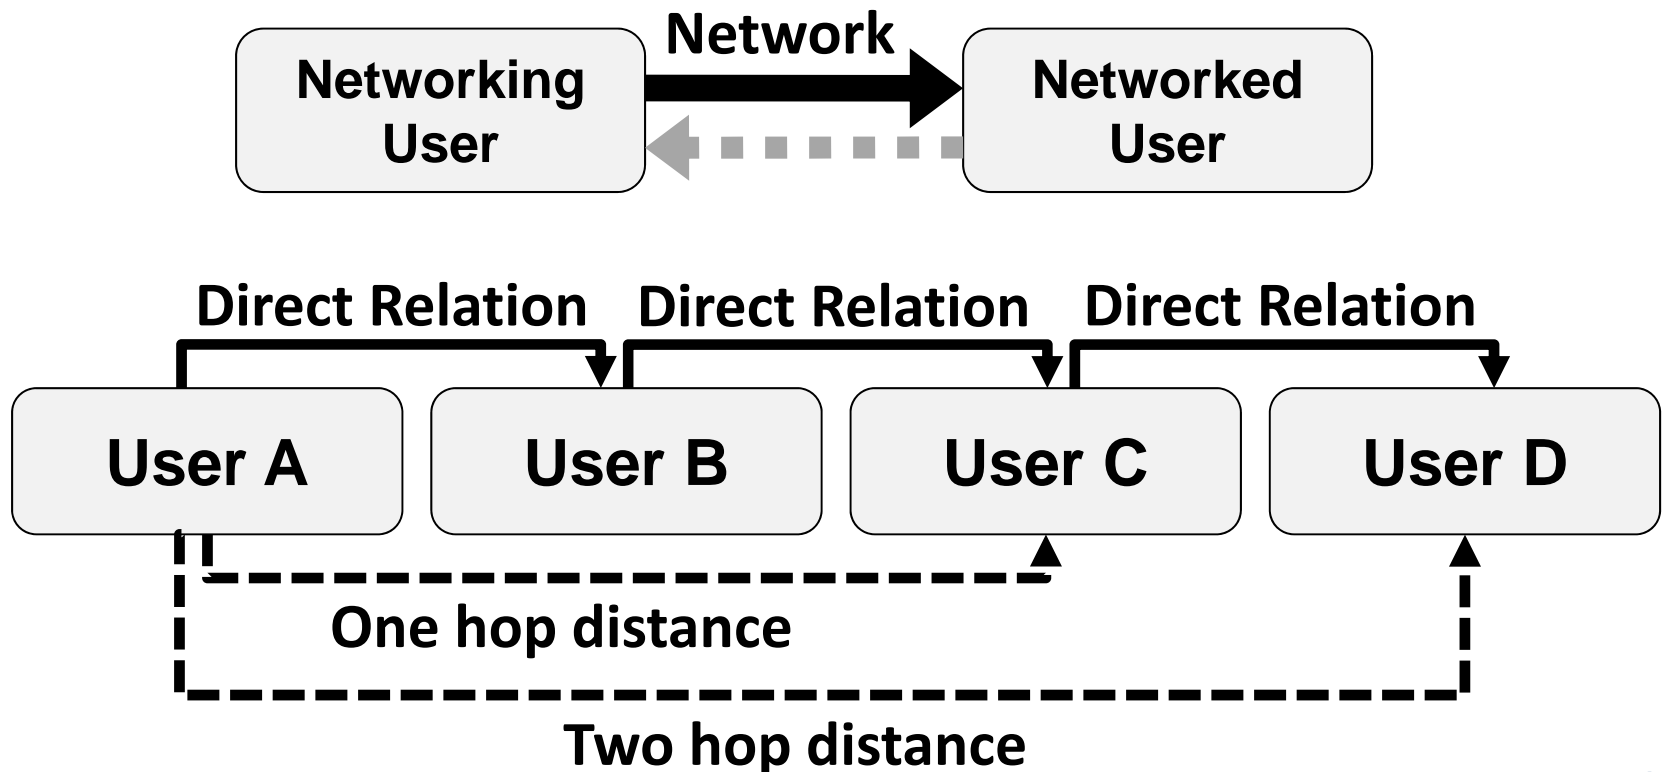 Network
Networking
User
Networked
User
Direct Relation
Direct Relation
Direct Relation
User A
User B
User C
User D
One hop distance
Two hop distance